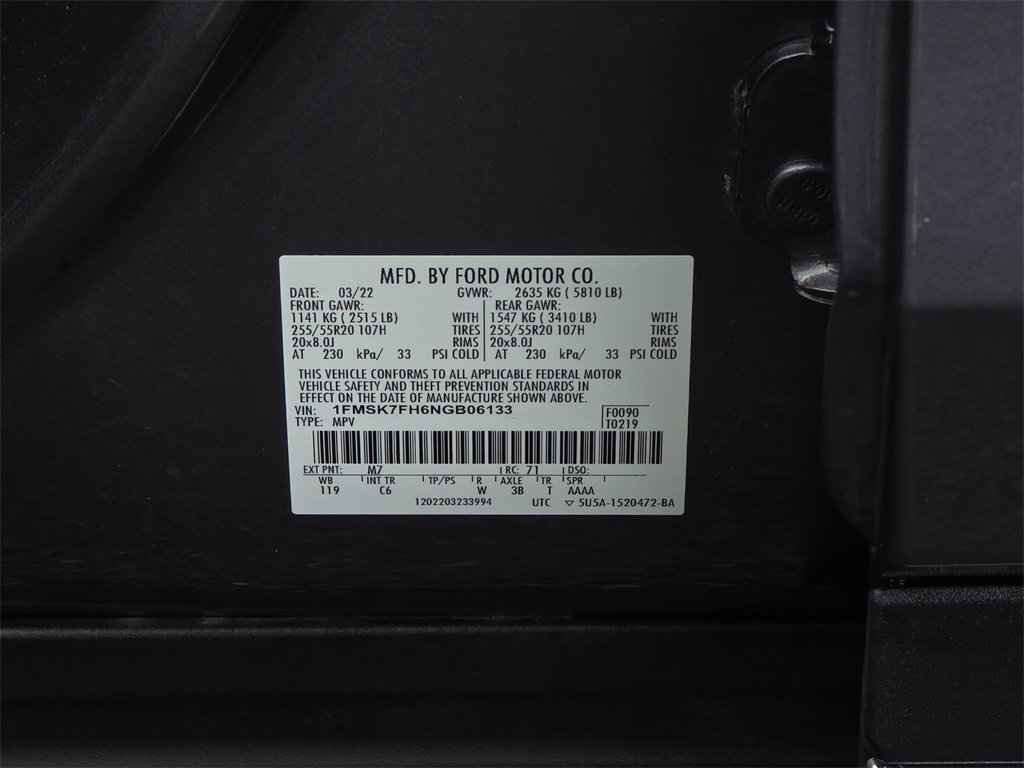 MFD. BY FORD MOTOR CO.
DATE: 03/22 GVWR: 2635 KG ( 5810 LB)
FRONT GAWR: REAR GAWR:
1141 KG ( 2515 LB) WITH 1547 KG ( 3410 LB) WITH
255/55R20 107H TIRES 255/55R20 107H TIRES
20x8.0J RIMS 20x8.0J RIMS
AT 230 kPa/ 33 PSI COLD AT 230 kPa/ 33 PSI COLD
THIS VEHICLE CONFORMS TO ALL APPLICABLE FEDERAL MOTOR
VEHICLE SAFETY AND THEFT PREVENTION STANDARDS IN
EFFECT ON THE DATE OF MANUFACTURE SHOWN ABOVE.
VIN: 1FMSK7FH6NGB06133 F0090
TYPE: MPV T0219
EXT PNT: M7 RC: 71 DSO:
WB INT TR TP/PS R AXLE TR SPR
119 C6 W 3B T AAAA
1202203233994 UTC ▽ 5U5A-1520472-BA